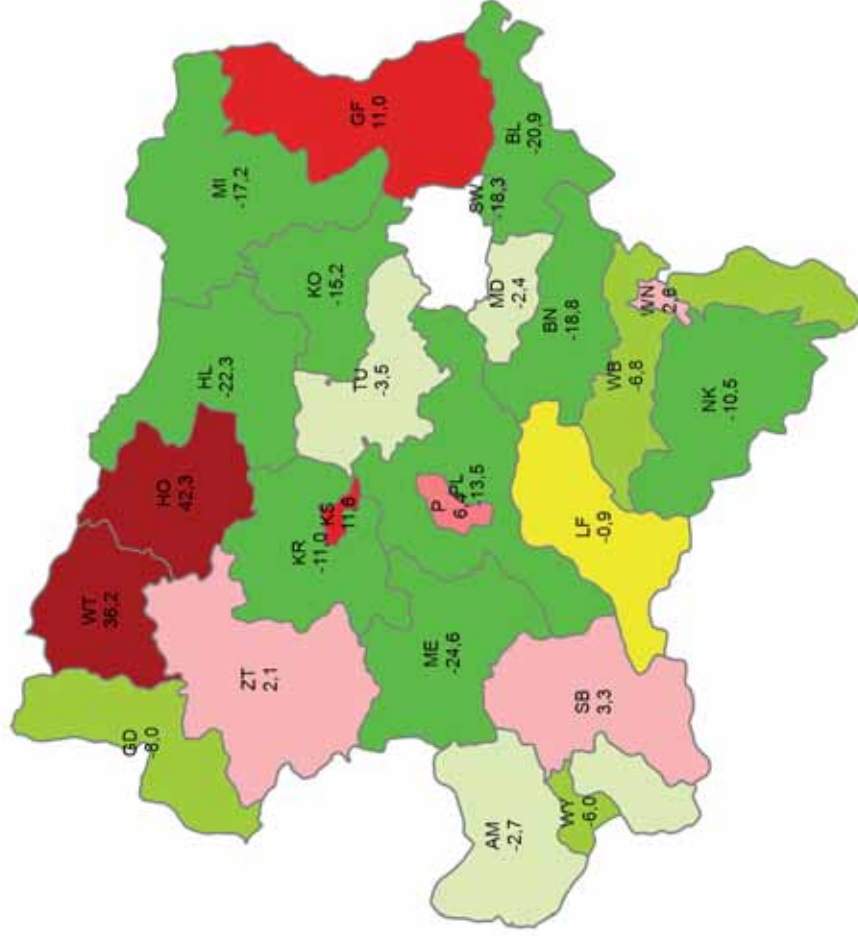 WT
36,2
GD
-8,0
HO
42,3
HL
-22,3
MI
-17,2
ZT
2,1
KR
-11,0
KO
-15,2
KS
11,6
GF
11,0
TU
-3,5
ME
-24,6
P
6,4
PL
-13,5
SW
-18,3
AM
-2,7
MD
-2,4
BL
-20,9
BN
-18,8
WY
-6,0
SB
3,3
LF
-0,9
WB
-6,8
WN
2,6
NK
-10,5